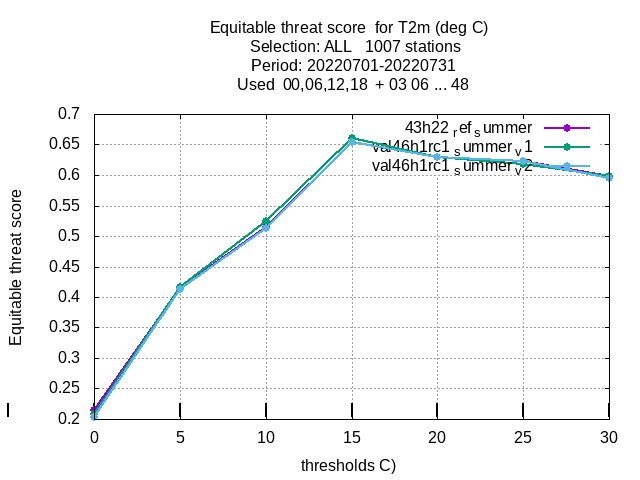 Equitable threat score  for T2m (deg C)
Selection: ALL   1007 stations
Period: 20220701-20220731
Used  00,06,12,18  + 03 06 ... 48
0.7
0.65
0.6
0.55
0.5
0.45
0.4
0.35
0.3
0.25
0.2
Equitable threat score
43h22_ref_summer
val46h1rc1_summer_v1
val46h1rc1_summer_v2
0 5 10 15 20 25 30
thresholds C)